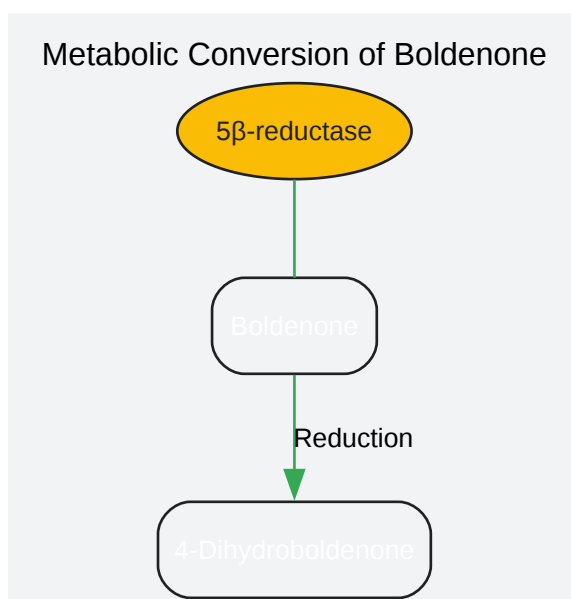 Metabolic Conversion of Boldenone
5β-reductase
Boldenone
Reduction
4-Dihydroboldenone